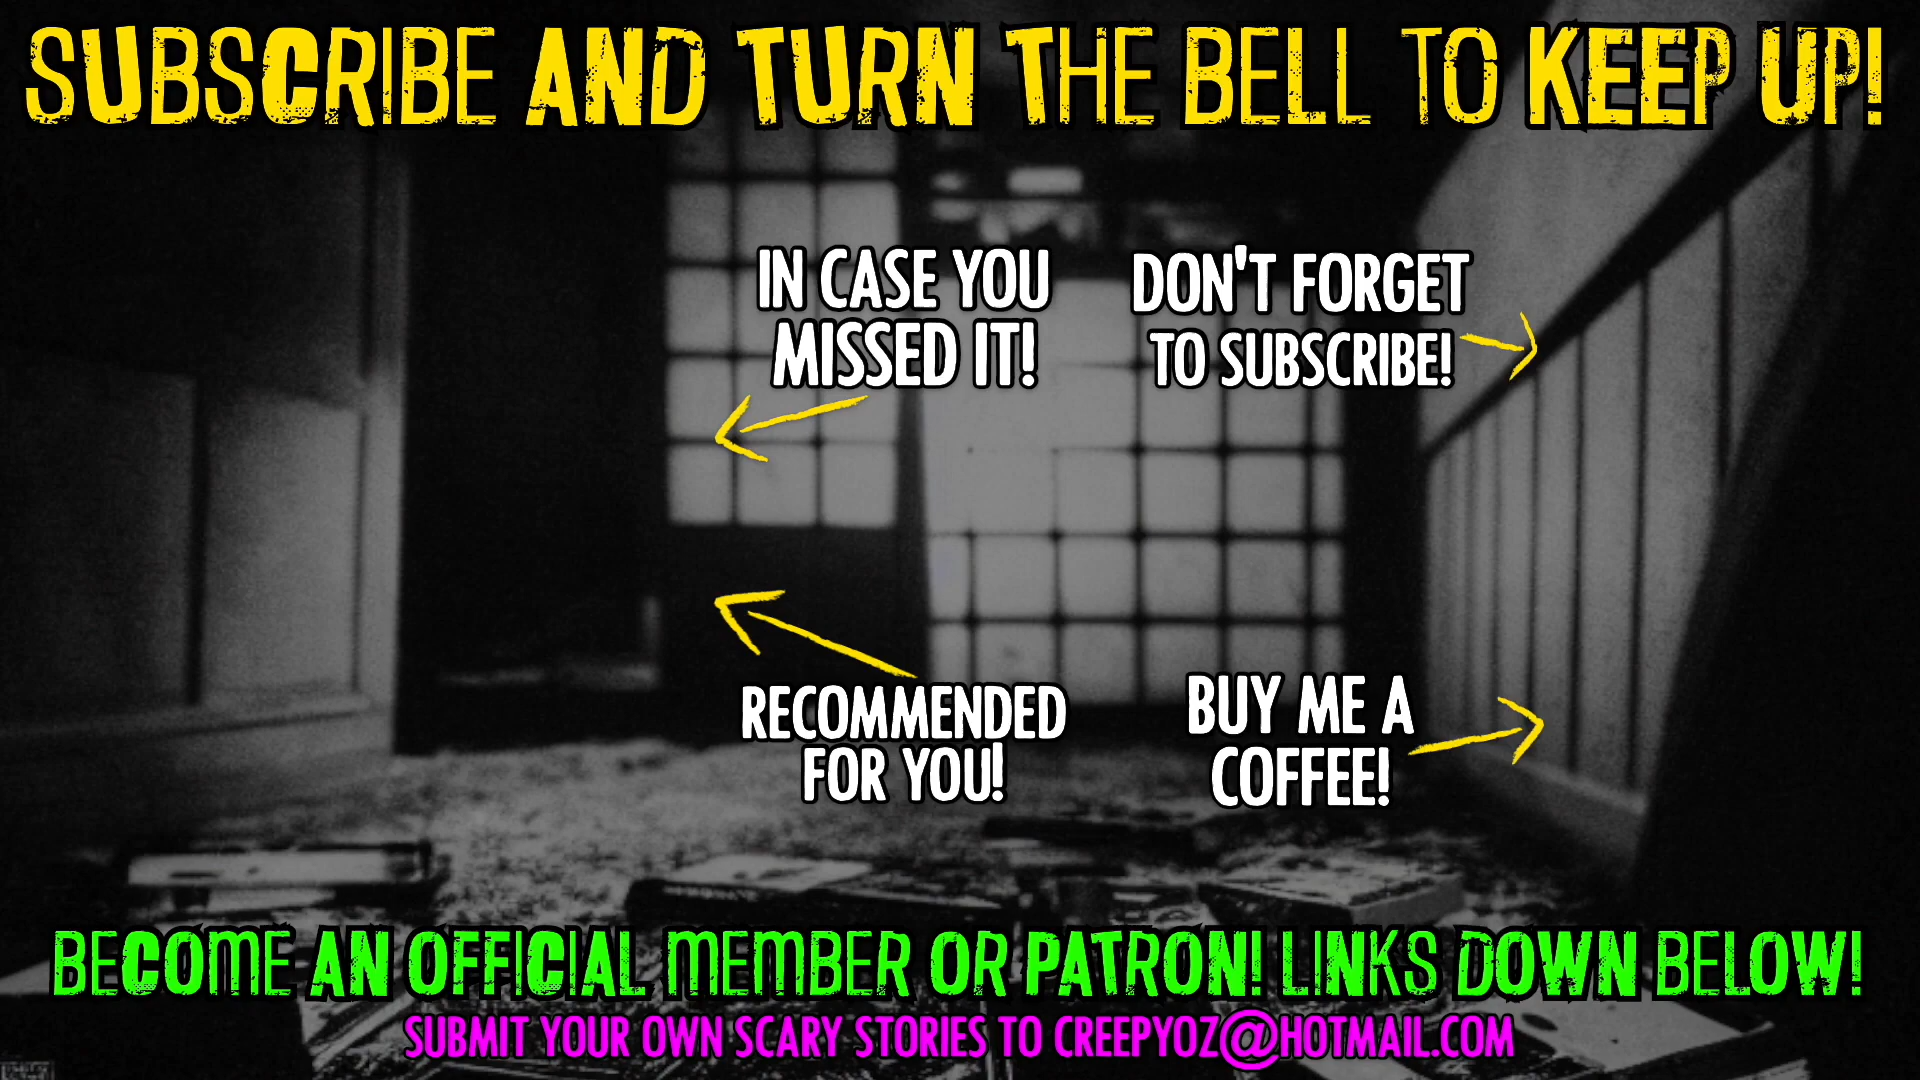 SUBSCRIBE AND TURN THE BELL TO KEEP UP!
IN CASE YOU
MISSED IT!
DON'T FORGET
TO SUBSCRIBE!
RECOMMENDED
FOR YOU!
BUY ME A
COFFEE!
BECOME AN OFFICIAL MEMBER OR PATRON! LINKS DOWN BELOW!
SUBMIT YOUR OWN SCARY STORIES TO CREEPYOZ@HOTMAIL.COM